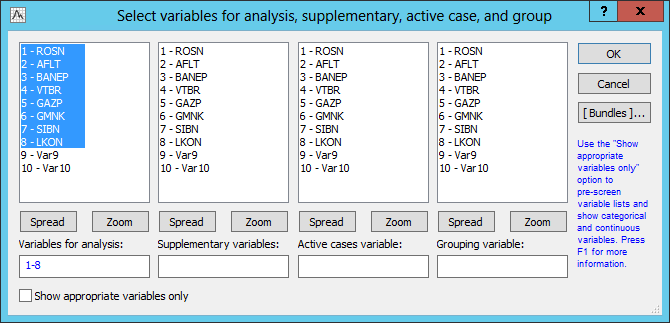 Select variables for analysis, supplementary, active case, and group
?
1 - ROSN 1 - ROSN 1 - ROSN 1 - ROSN
2 - AFLT 2 - AFLT 2 - AFLT 2 - AFLT
3 - BANEP 3 - BANEP 3 - BANEP 3 - BANEP
4 - VTBR 4 - VTBR 4 - VTBR 4 - VTBR
5 - GAZP 5 - GAZP 5 - GAZP 5 - GAZP
6 - GMNK 6 - GMNK 6 - GMNK 6 - GMNK
7 - SIBN 7 - SIBN 7 - SIBN 7 - SIBN
8 - LKON 8 - LKON 8 - LKON 8 - LKON
9 - Var9 9 - Var9 9 - Var9 9 - Var9
10 - Var10 10 - Var10 10 - Var10 10 - Var10
OK
Cancel
[ Bundles ]...
Use the "Show
appropriate
variables only"
option to
pre-screen
variable lists and
show categorical
and continuous
variables. Press
F1 for more
information.
Spread Zoom Spread Zoom Spread Zoom Spread Zoom
Variables for analysis: Supplementary variables: Active cases variable: Grouping variable:
1-8
Show appropriate variables only